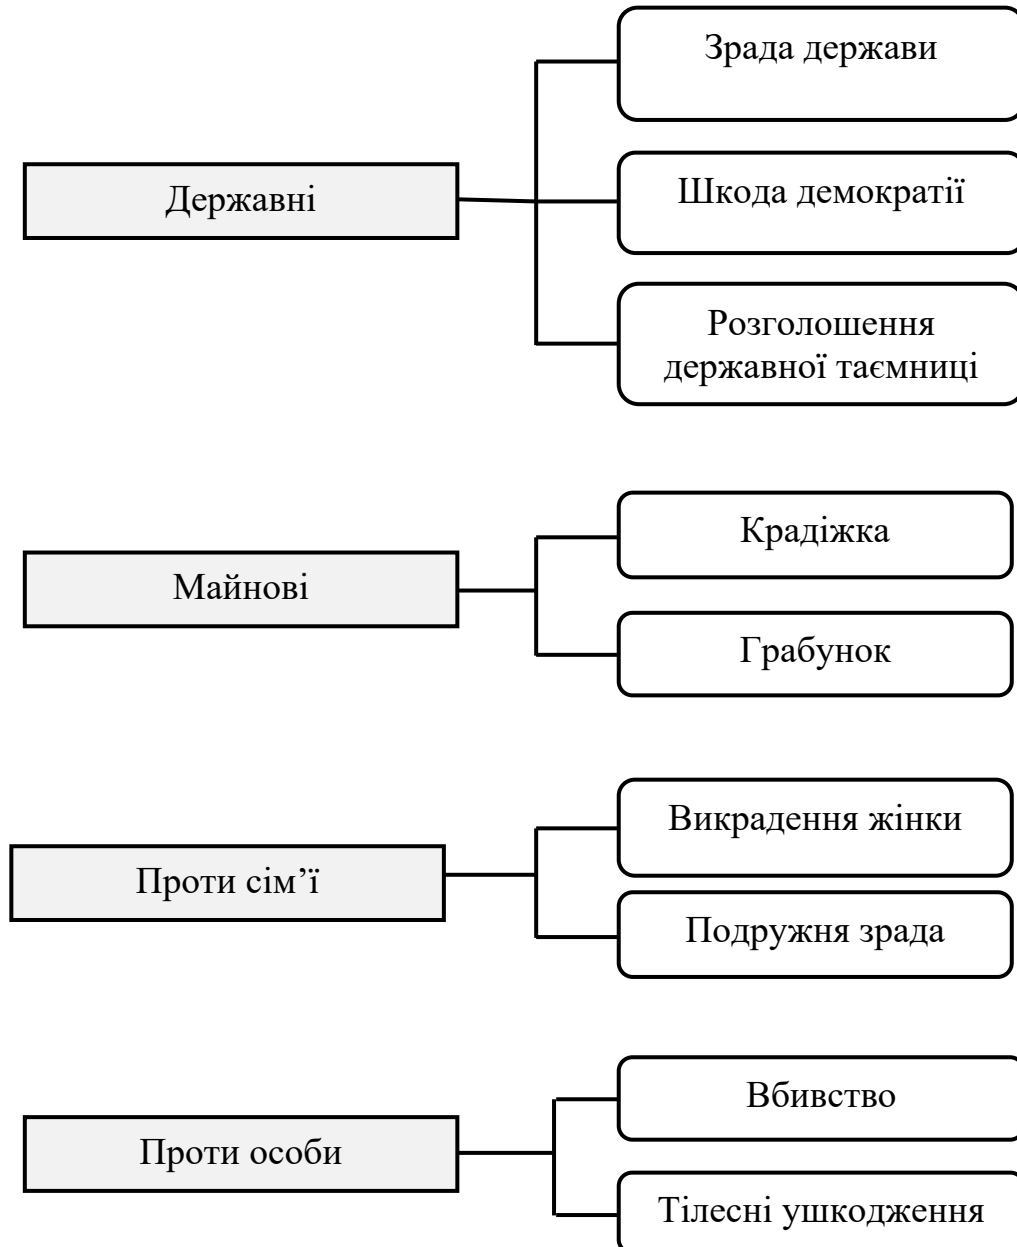 Державні
Зрада держави
Шкода демократії
Розголошення
державної таємниці
Майнові
Крадіжка
Грабунок
Проти сім’ї
Викрадення жінки
Подружня зрада
Проти особи
Вбивство
Тілесні ушкодження